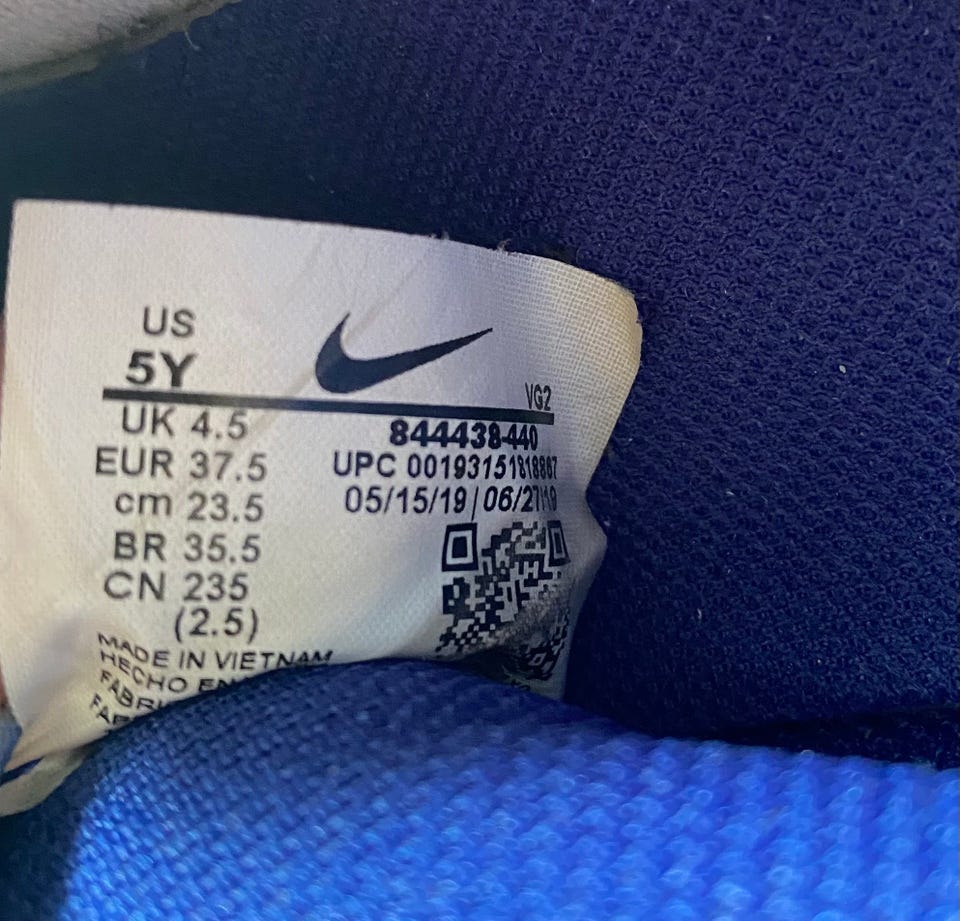 US
5Y
VG2
UK 4.5
844438-440
EUR 37.5
UPC 00193151818867
cm 23.5
05/15/19 | 06/27/19
BR 35.5
CN 235
(2.5)
MADE IN VIETNAM
HECHO